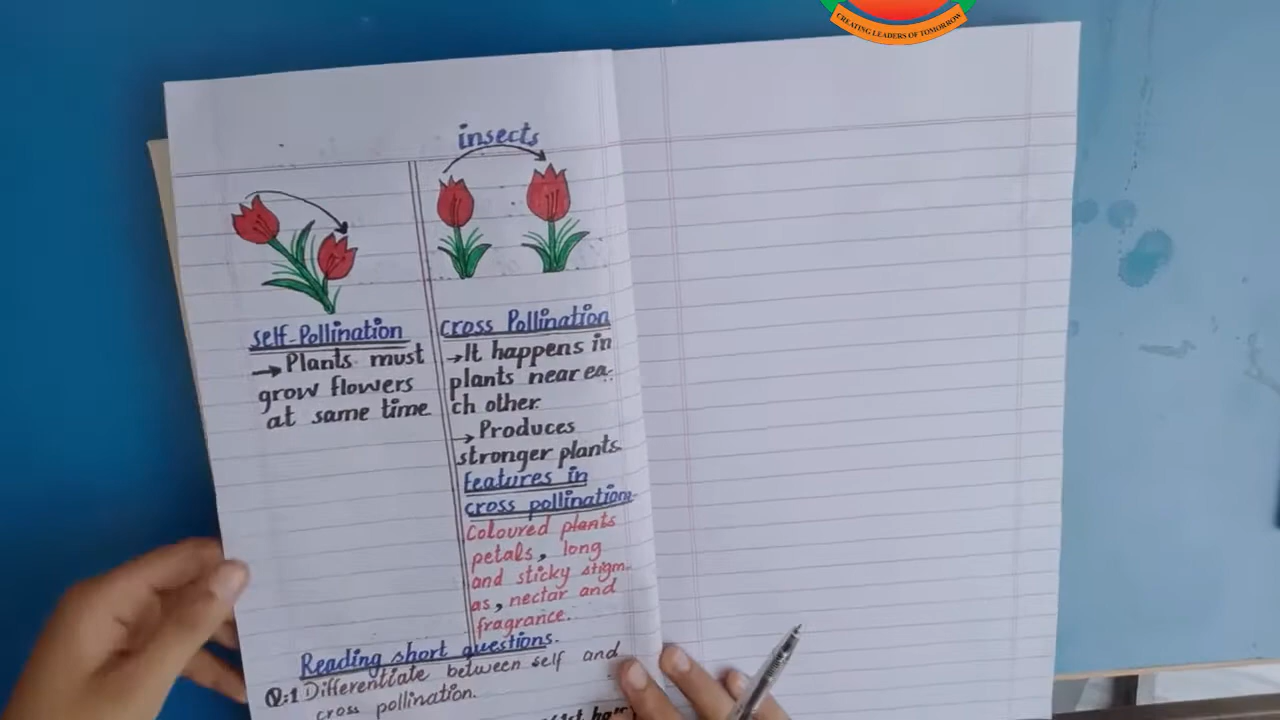 CREATING LEADERS OF TOMORROW
insects
Self-Pollination
→ Plants must
grow flowers
at same time
Cross Pollination
→ It happens in
plants near ea-
ch other.
→ Produces
stronger plants.
Features in
cross pollination:-
Coloured plants
petals, long
and sticky stigm-
as, nectar and
fragrance.
Reading short questions.
Q:1 Differentiate between self and
cross pollination.